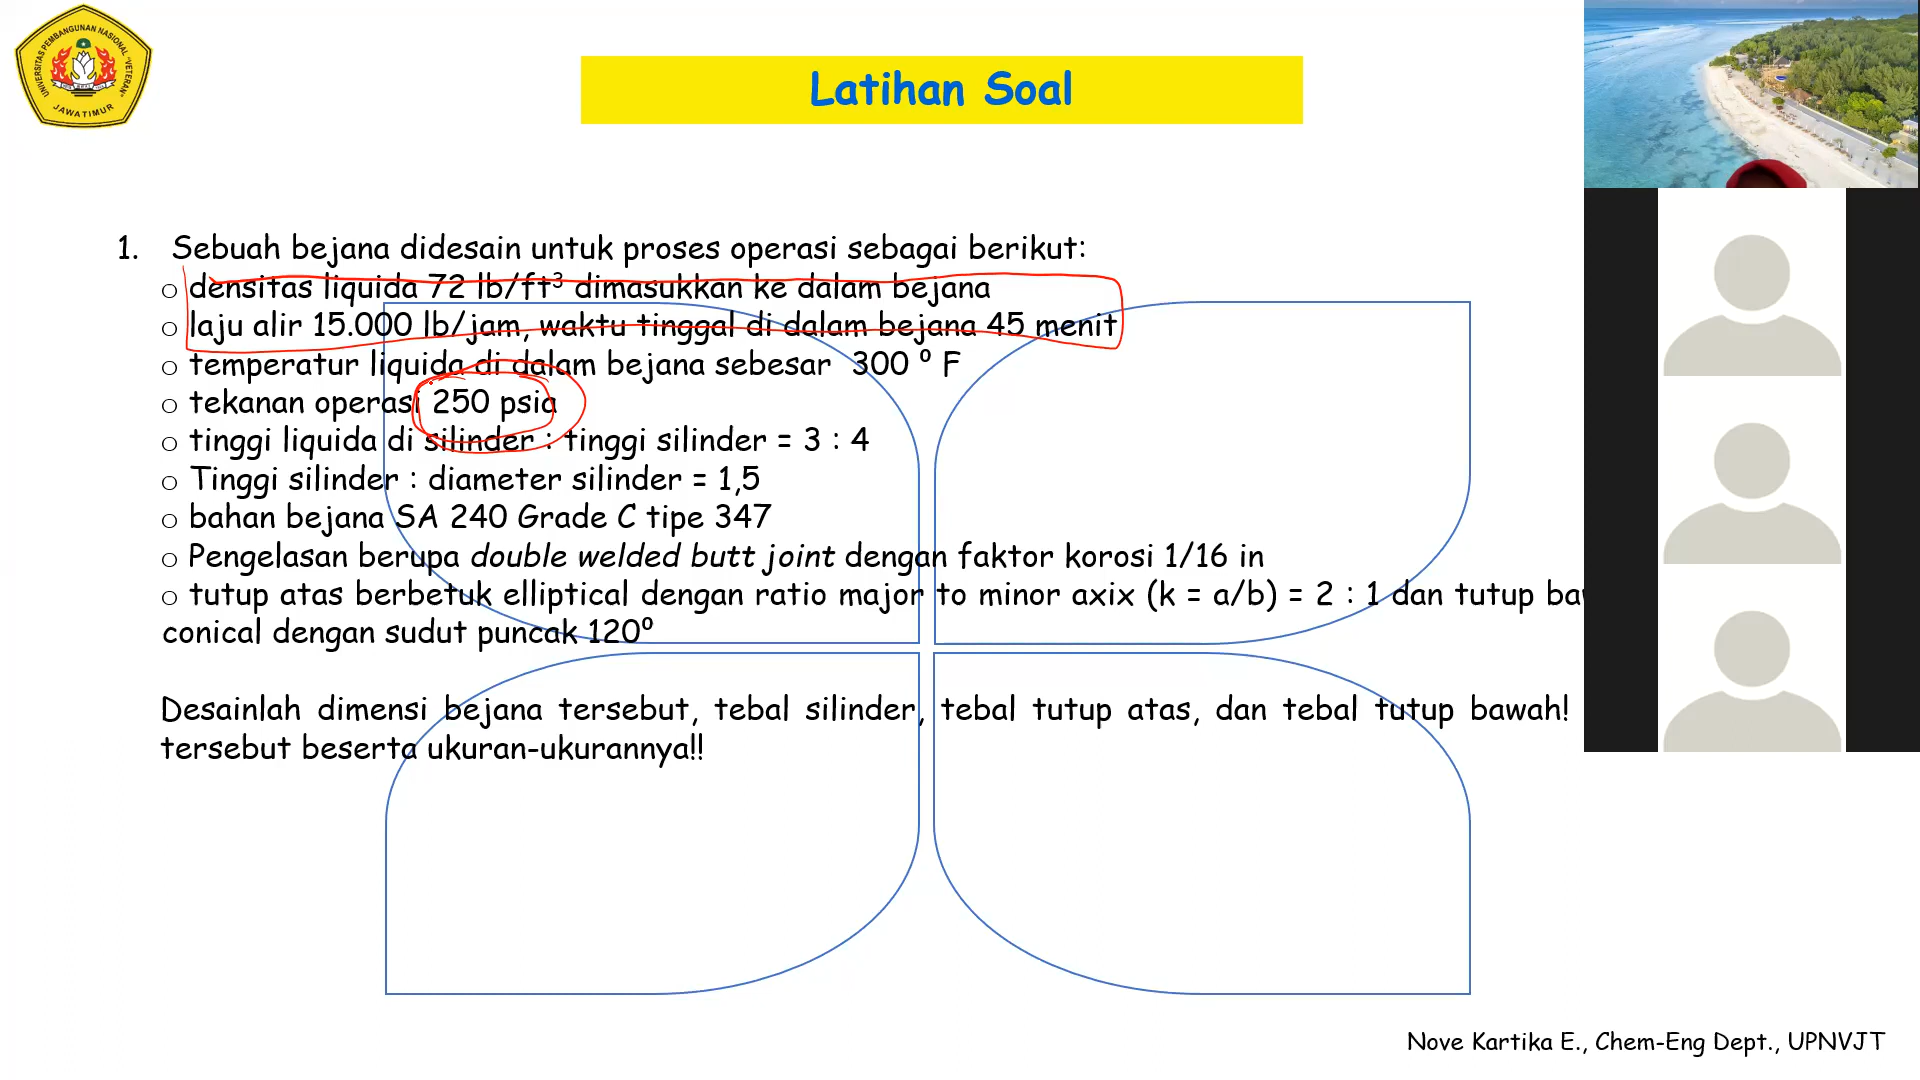 UNIVERSITAS PEMBANGUNAN NASIONAL "VETERAN"
JAWA TIMUR
Latihan Soal
1. Sebuah bejana didesain untuk proses operasi sebagai berikut:
o densitas liquida 72 lb/ft³ dimasukkan ke dalam bejana
o laju alir 15.000 lb/jam, waktu tinggal di dalam bejana 45 menit
o temperatur liquida di dalam bejana sebesar 300 ⁰ F
o tekanan operasi 250 psia
o tinggi liquida di silinder : tinggi silinder = 3 : 4
o Tinggi silinder : diameter silinder = 1,5
o bahan bejana SA 240 Grade C tipe 347
o Pengelasan berupa double welded butt joint dengan faktor korosi 1/16 in
o tutup atas berbetuk elliptical dengan ratio major to minor axix (k = a/b) = 2 : 1 dan tutup
conical dengan sudut puncak 120⁰
Desainlah dimensi bejana tersebut, tebal silinder, tebal tutup atas, dan tebal tutup bawah!
tersebut beserta ukuran-ukurannya!!
Nove Kartika E., Chem-Eng Dept., UPNVJT